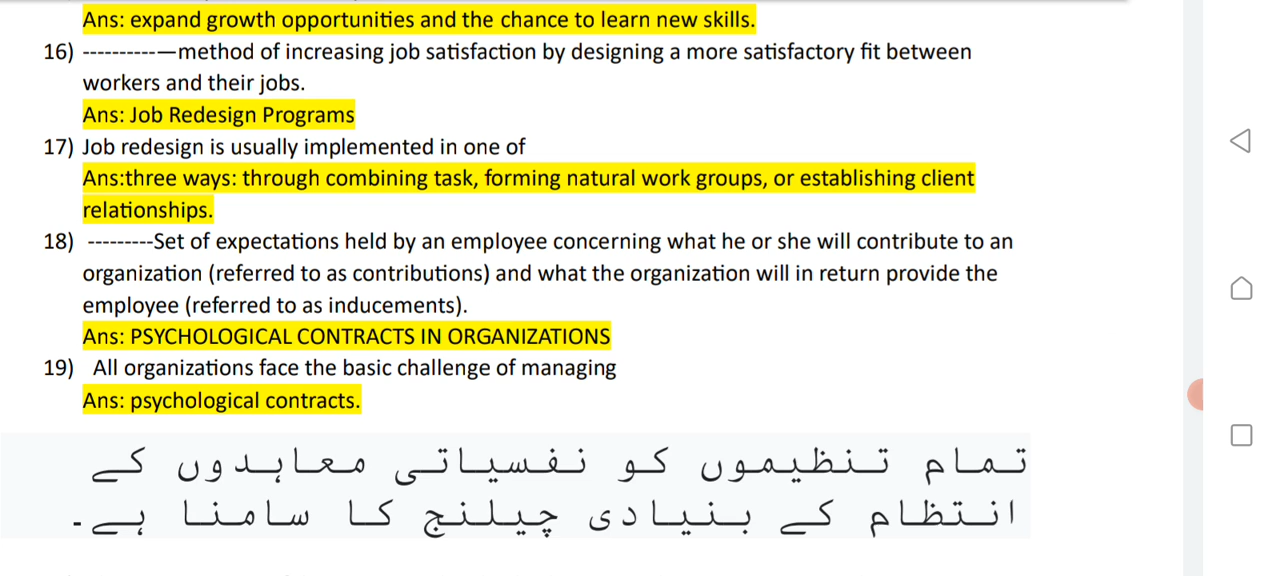 Ans: expand growth opportunities and the chance to learn new skills.
16) ----------—method of increasing job satisfaction by designing a more satisfactory fit between
workers and their jobs.
Ans: Job Redesign Programs
17) Job redesign is usually implemented in one of
Ans:three ways: through combining task, forming natural work groups, or establishing client
relationships.
18) ---------Set of expectations held by an employee concerning what he or she will contribute to an
organization (referred to as contributions) and what the organization will in return provide the
employee (referred to as inducements).
Ans: PSYCHOLOGICAL CONTRACTS IN ORGANIZATIONS
19) All organizations face the basic challenge of managing
Ans: psychological contracts.
تمام تنظیموں کو نفسیاتی معاہدوں کے
انتظام کے بنیادی چیلنج کا سامنا ہے۔